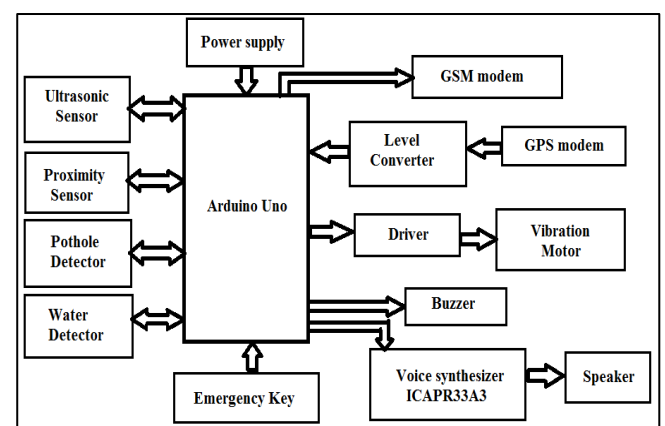 Power supply
GSM modem
Ultrasonic
Sensor
Level
Converter
GPS modem
Proximity
Sensor
Arduino Uno
Pothole
Detector
Driver
Vibration
Motor
Water
Detector
Buzzer
Voice synthesizer
ICAPR33A3
Speaker
Emergency Key